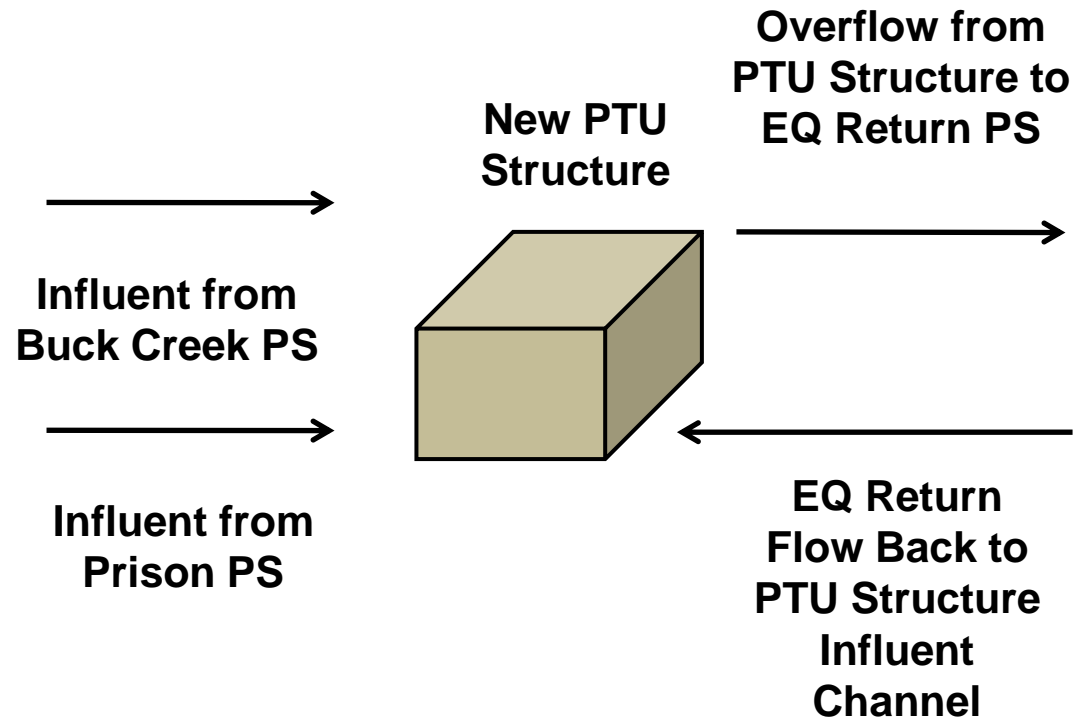 Overflow from
PTU Structure to
EQ Return PS
New PTU
Structure
Influent from
Buck Creek PS
Influent from
Prison PS
EQ Return
Flow Back to
PTU Structure
Influent
Channel